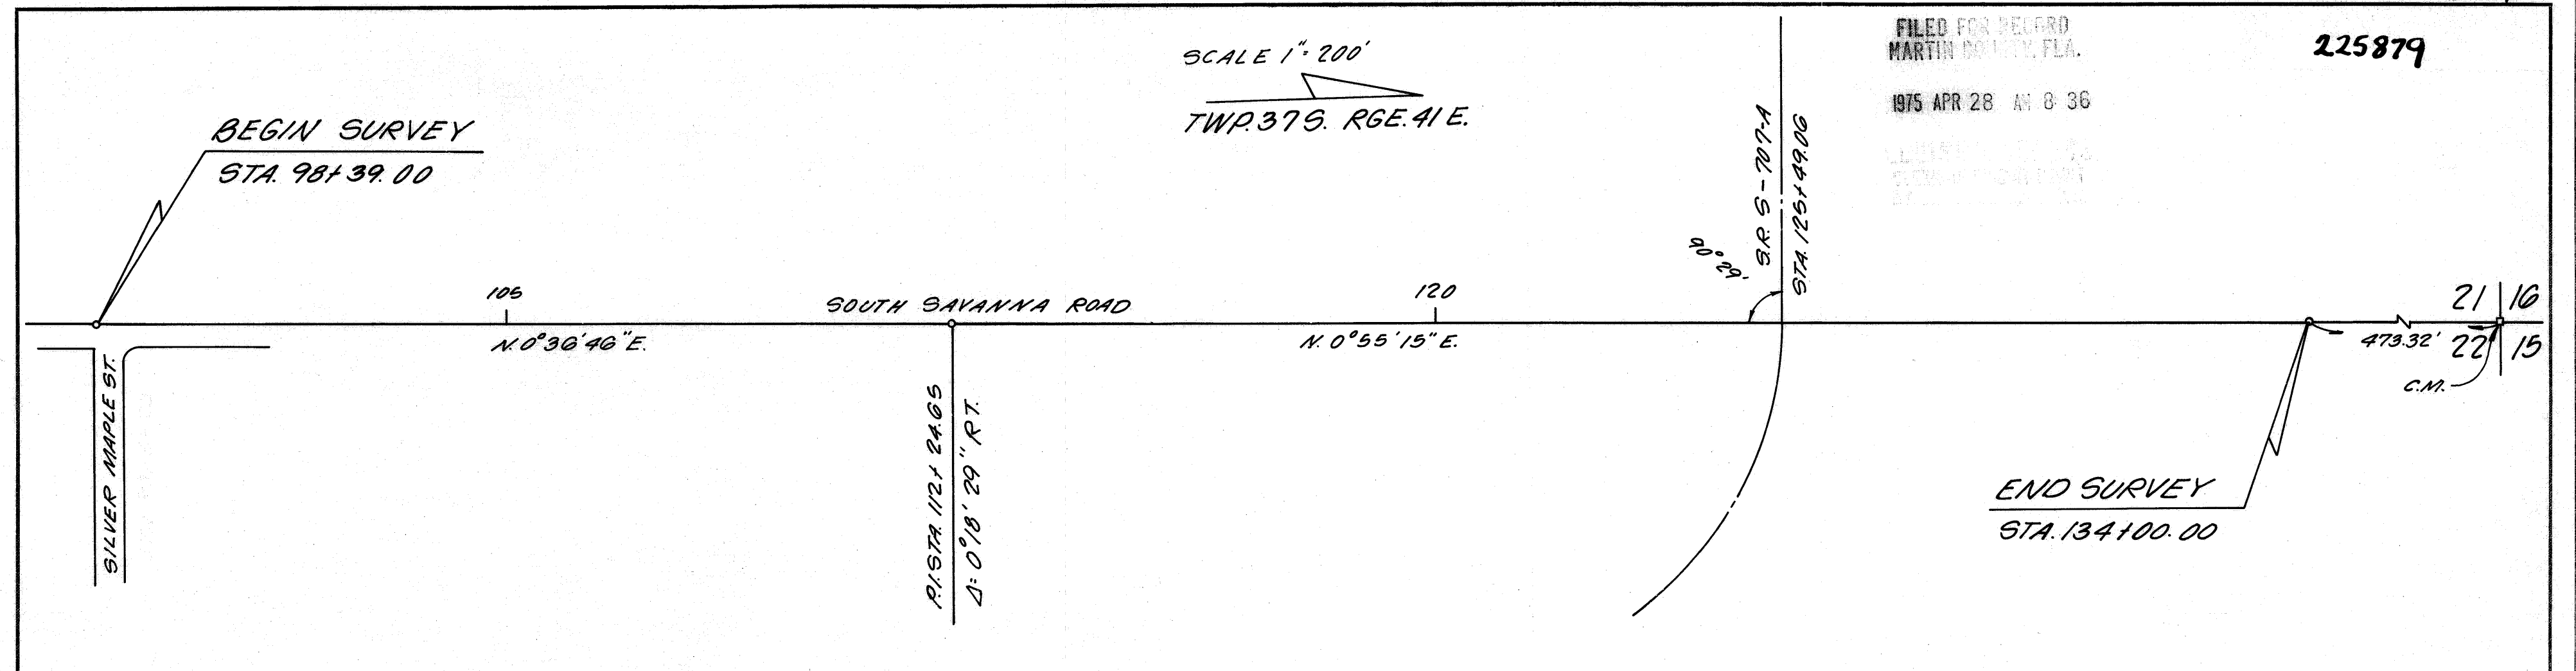 FILED FOR RECORD
MARTIN COUNTY, FLA.
1975 APR 28 AM 8 36
225879
SCALE 1"= 200'
TWP. 37 S. RGE. 41 E.
BEGIN SURVEY
STA. 98+39.00
S.R. S-707-A
STA. 125+49.06
90° 29'
105
SOUTH SAVANNA ROAD
120
21 16
N. 0° 36' 46" E.
N. 0° 55' 15" E.
473.32'
22 15
C.M.
SILVER MAPLE ST.
P.I. STA. 112+24.65
Δ= 0° 18' 29" RT.
END SURVEY
STA. 134+00.00